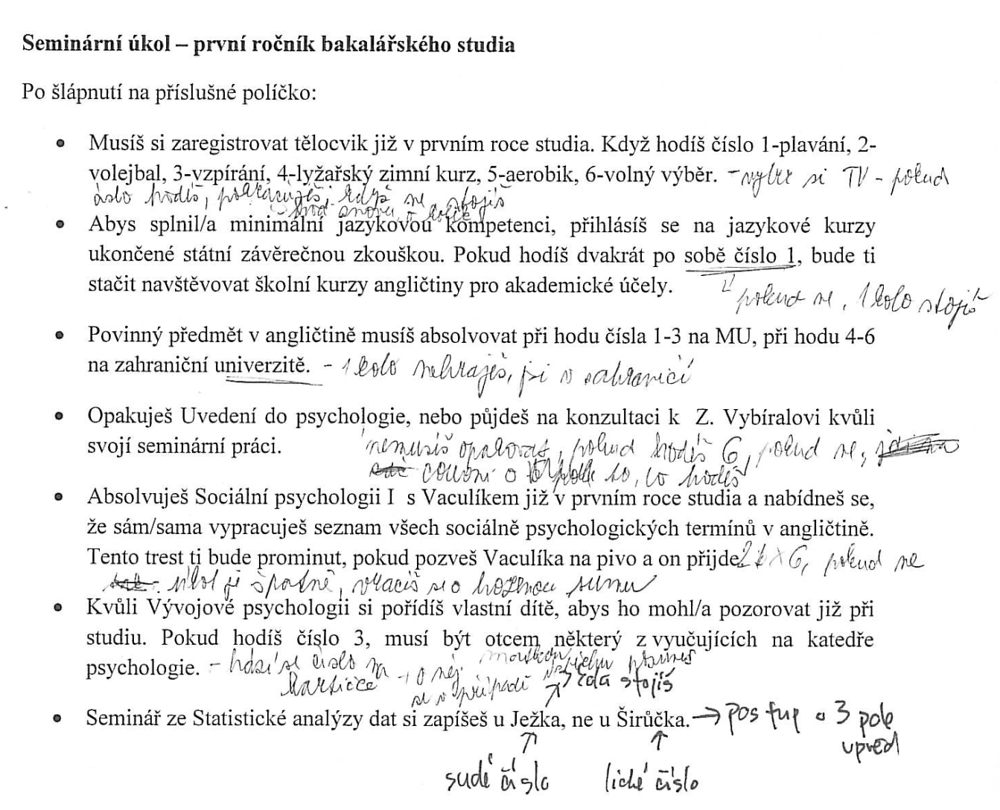 Seminární úkol – první ročník bakalářského studia
Po šlápnutí na příslušné políčko:
• Musíš si zaregistrovat tělocvik již v prvním roce studia. Když hodíš číslo 1-plavání, 2-
volejbal, 3-vzpírání, 4-lyžařský zimní kurz, 5-aerobik, 6-volný výběr. - vyber si TV - pokud
číslo hodíš, pokračuješ, když ne, stojíš
hod znovu o kolo
• Abys splnil/a minimální jazykovou kompetenci, přihlásíš se na jazykové kurzy
ukončené státní závěrečnou zkouškou. Pokud hodíš dvakrát po sobě číslo 1, bude ti
stačit navštěvovat školní kurzy angličtiny pro akademické účely.
pokud ne, 1 kolo stojíš
• Povinný předmět v angličtině musíš absolvovat při hodu čísla 1-3 na MU, při hodu 4-6
na zahraniční univerzitě. - 1 kolo nehraješ, jsi v zahraničí
• Opakuješ Uvedení do psychologie, nebo půjdeš na konzultaci k Z. Vybíralovi kvůli
svojí seminární práci. nemusíš opakovat, pokud hodíš 6, pokud ne,
couvni o to, co hodíš
• Absolvuješ Sociální psychologii I s Vaculíkem již v prvním roce studia a nabídneš se,
že sám/sama vypracuješ seznam všech sociálně psychologických termínů v angličtině.
Tento trest ti bude prominut, pokud pozveš Vaculíka na pivo a on přijde 2 x 6, pokud ne
úkol je špatně, vracíš se o hozenou sumu
• Kvůli Vývojové psychologii si pořídíš vlastní dítě, abys ho mohl/a pozorovat již při
studiu. Pokud hodíš číslo 3, musí být otcem některý z vyučujících na katedře
psychologie. - hází se číslo na
kartičce o něj. se v případě stojíš
• Seminář ze Statistické analýzy dat si zapíšeš u Ježka, ne u Širůčka. → postup o 3 pole
upřed
sudé číslo liché číslo